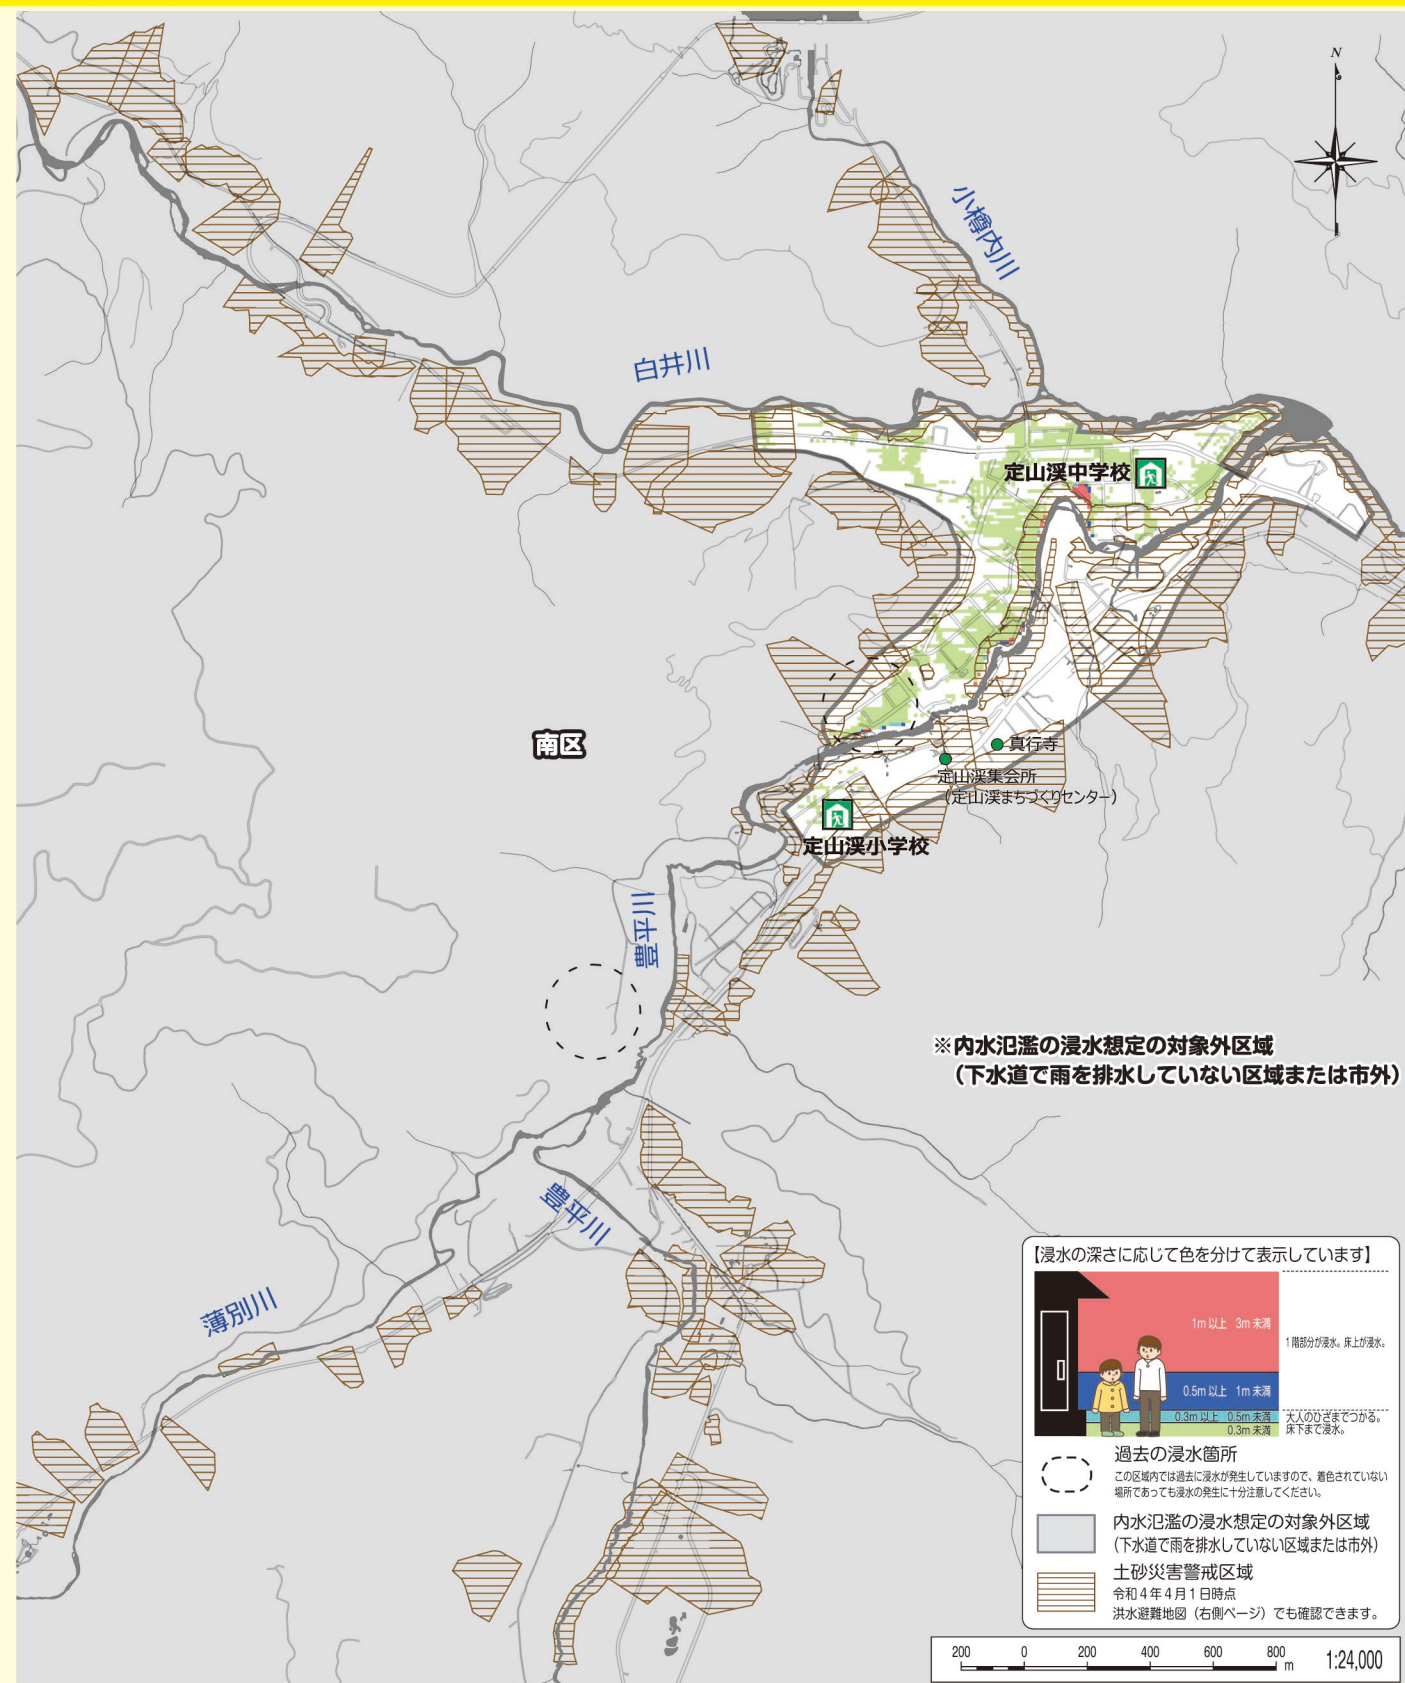 N
小樽内川
白井川
定山渓中学校
南区
真行寺
定山渓集会所
(定山渓まちづくりセンター)
定山渓小学校
豊平川
※内水氾濫の浸水想定の対象外区域
(下水道で雨を排水していない区域または市外)
豊平川
薄別川
【浸水の深さに応じて色を分けて表示しています】
1m 以上 3m 未満
1 階部分が浸水。床上が浸水。
0.5m 以上 1m 未満
0.3m 以上 0.5m 未満
大人のひざまでつかる。
床下まで浸水。
0.3m 未満
過去の浸水箇所
この区域内では過去に浸水が発生していますので、着色されていない
場所であっても浸水の発生に十分注意してください。
内水氾濫の浸水想定の対象外区域
(下水道で雨を排水していない区域または市外)
土砂災害警戒区域
令和4年4月1日時点
洪水避難地図(右側ページ)でも確認できます。
200 0 200 400 600 800 m 1:24,000